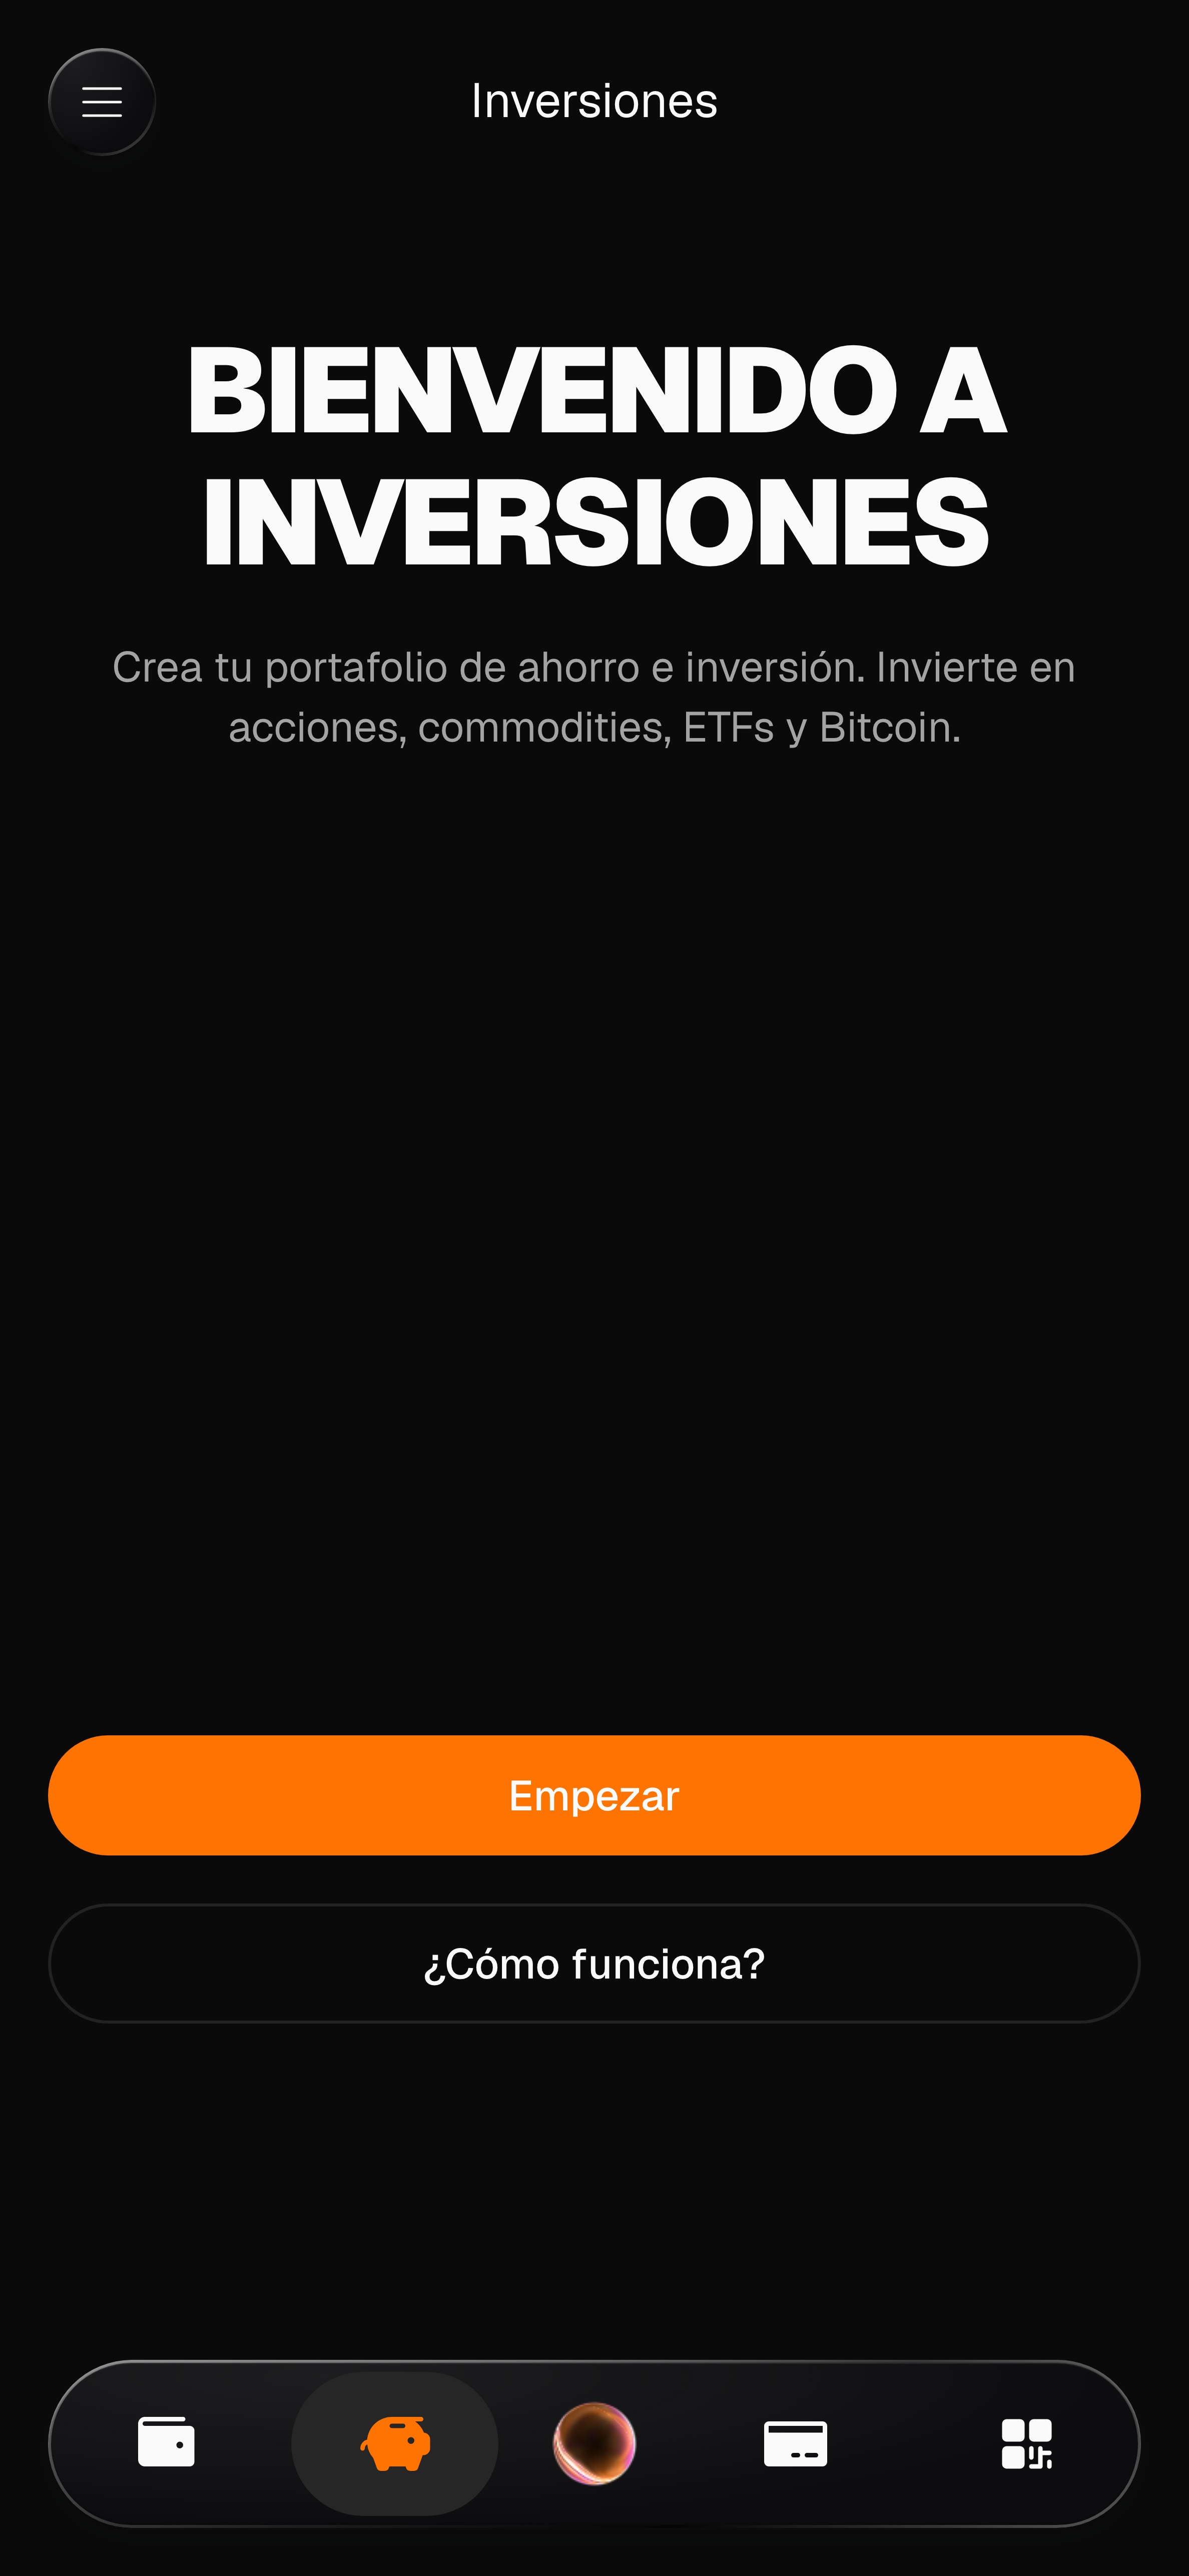 Inversiones
BIENVENIDO A
INVERSIONES
Crea tu portafolio de ahorro e inversión. Invierte en
acciones, commodities, ETFs y Bitcoin.
Empezar
¿Cómo funciona?